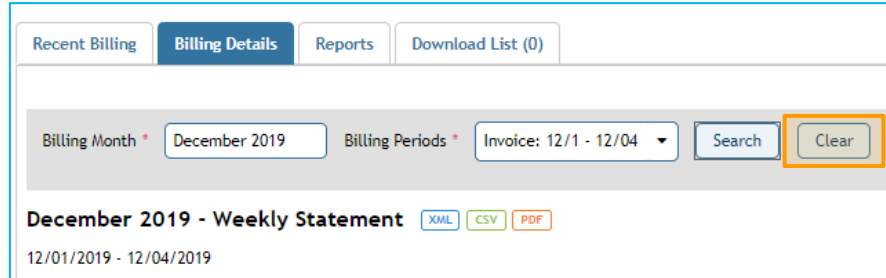 Recent Billing Billing Details Reports Download List (0)
Billing Month * December 2019 Billing Periods * Invoice: 12/1 - 12/04 Search Clear
December 2019 - Weekly Statement XML CSV PDF
12/01/2019 - 12/04/2019